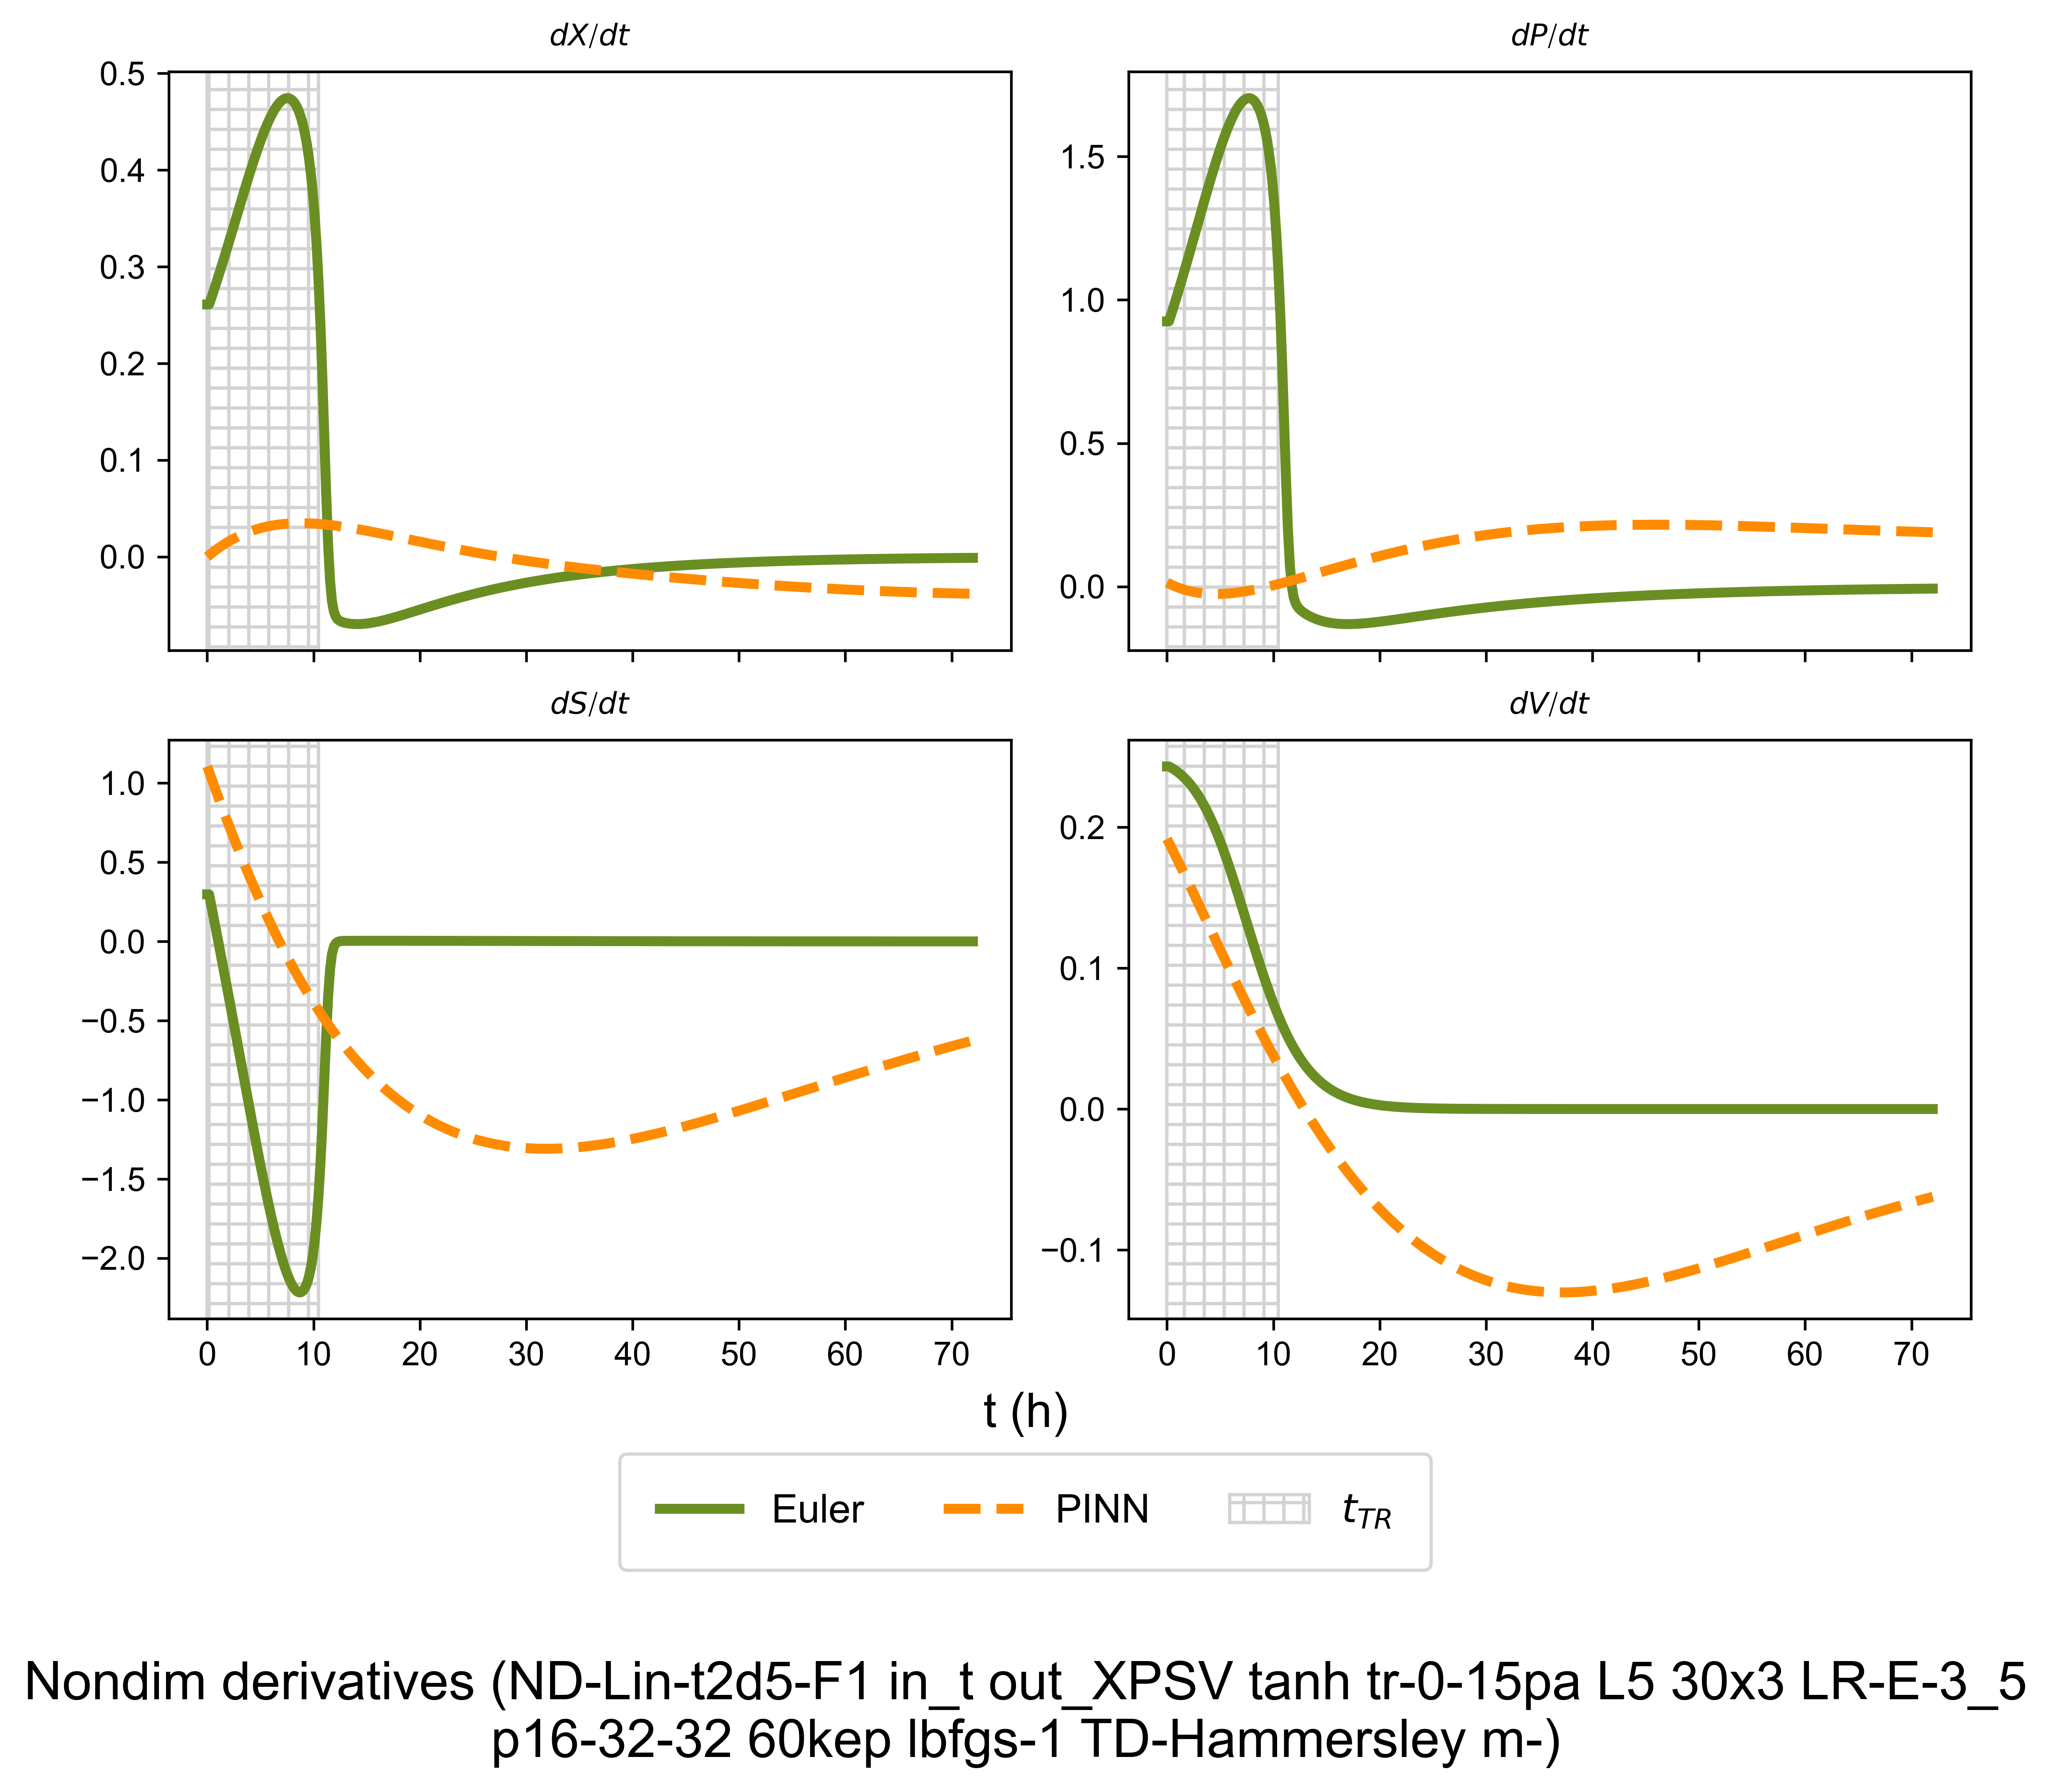 dX/dt
dP/dt
0.5
0.4
0.3
0.2
0.1
0.0
1.5
1.0
0.5
0.0
dS/dt
dV/dt
1.0
0.5
0.0
−0.5
−1.0
−1.5
−2.0
0.2
0.1
0.0
−0.1
0 10 20 30 40 50 60 70
0 10 20 30 40 50 60 70
t (h)
Euler PINN t_TR
Nondim derivatives (ND-Lin-t2d5-F1 in_t out_XPSV tanh tr-0-15pa L5 30x3 LR-E-3_5
p16-32-32 60kep lbfgs-1 TD-Hammersley m-)